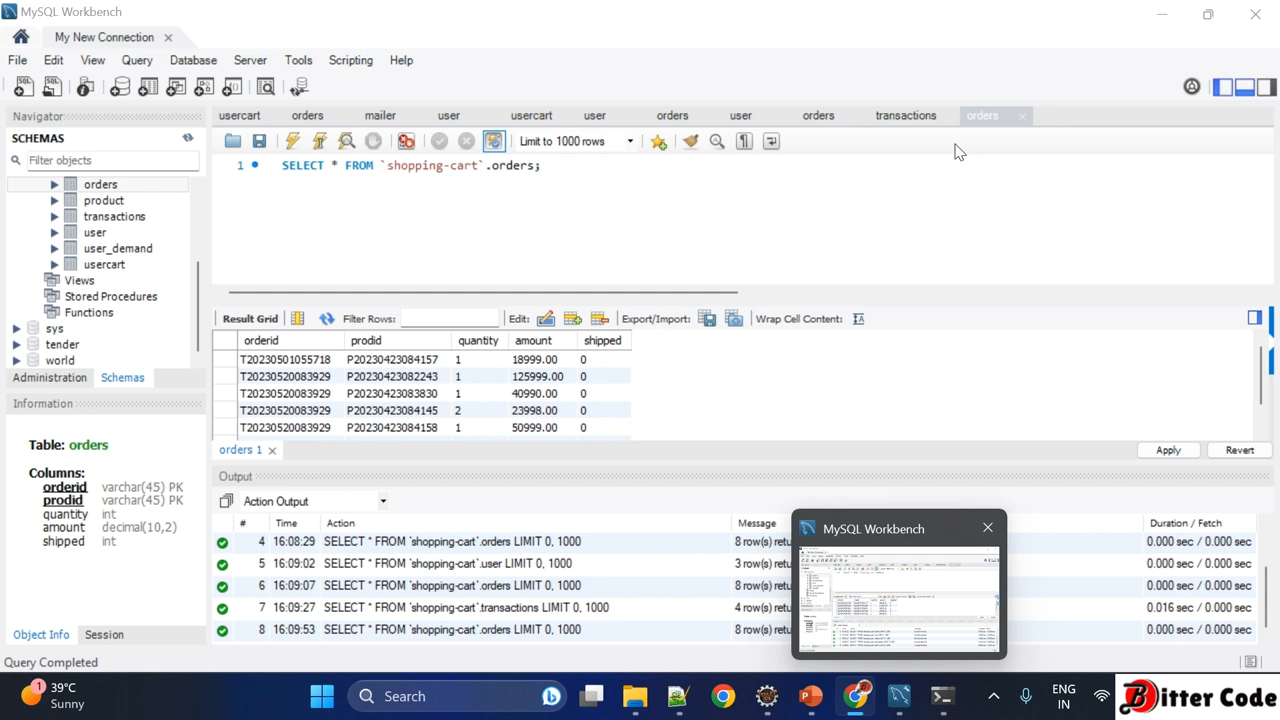 MySQL Workbench
My New Connection
File Edit View Query Database Server Tools Scripting Help
Navigator
SCHEMAS
Filter objects
orders
product
transactions
user
user_demand
usercart
Views
Stored Procedures
Functions
sys
tender
world
Administration Schemas
Information
Table: orders
Columns:
orderid varchar(45) PK
prodid varchar(45) PK
quantity int
amount decimal(10,2)
shipped int
Object Info Session
Query Completed
usercart orders mailer user usercart user orders user orders transactions orders
Limit to 1000 rows
1 SELECT * FROM `shopping-cart`.orders;
Result Grid Filter Rows: Edit: Export/Import: Wrap Cell Content:
orderid prodid quantity amount shipped
T20230501055718 P20230423084157 1 18999.00 0
T20230520083929 P20230423082243 1 125999.00 0
T20230520083929 P20230423083830 1 40990.00 0
T20230520083929 P20230423084145 2 23998.00 0
T20230520083929 P20230423084158 1 50999.00 0
orders 1 Apply Revert
Output
Action Output
# Time Action Message Duration / Fetch
4 16:08:29 SELECT * FROM `shopping-cart`.orders LIMIT 0, 1000 8 row(s) retu 0.000 sec / 0.000 sec
5 16:09:02 SELECT * FROM `shopping-cart`.user LIMIT 0, 1000 3 row(s) retu 0.000 sec / 0.000 sec
6 16:09:07 SELECT * FROM `shopping-cart`.orders LIMIT 0, 1000 8 row(s) retu 0.000 sec / 0.000 sec
7 16:09:27 SELECT * FROM `shopping-cart`.transactions LIMIT 0, 1000 4 row(s) retu 0.016 sec / 0.000 sec
8 16:09:53 SELECT * FROM `shopping-cart`.orders LIMIT 0, 1000 8 row(s) retu 0.000 sec / 0.000 sec
MySQL Workbench
1
39°C
Sunny
Search
ENG
IN
Bitter Code